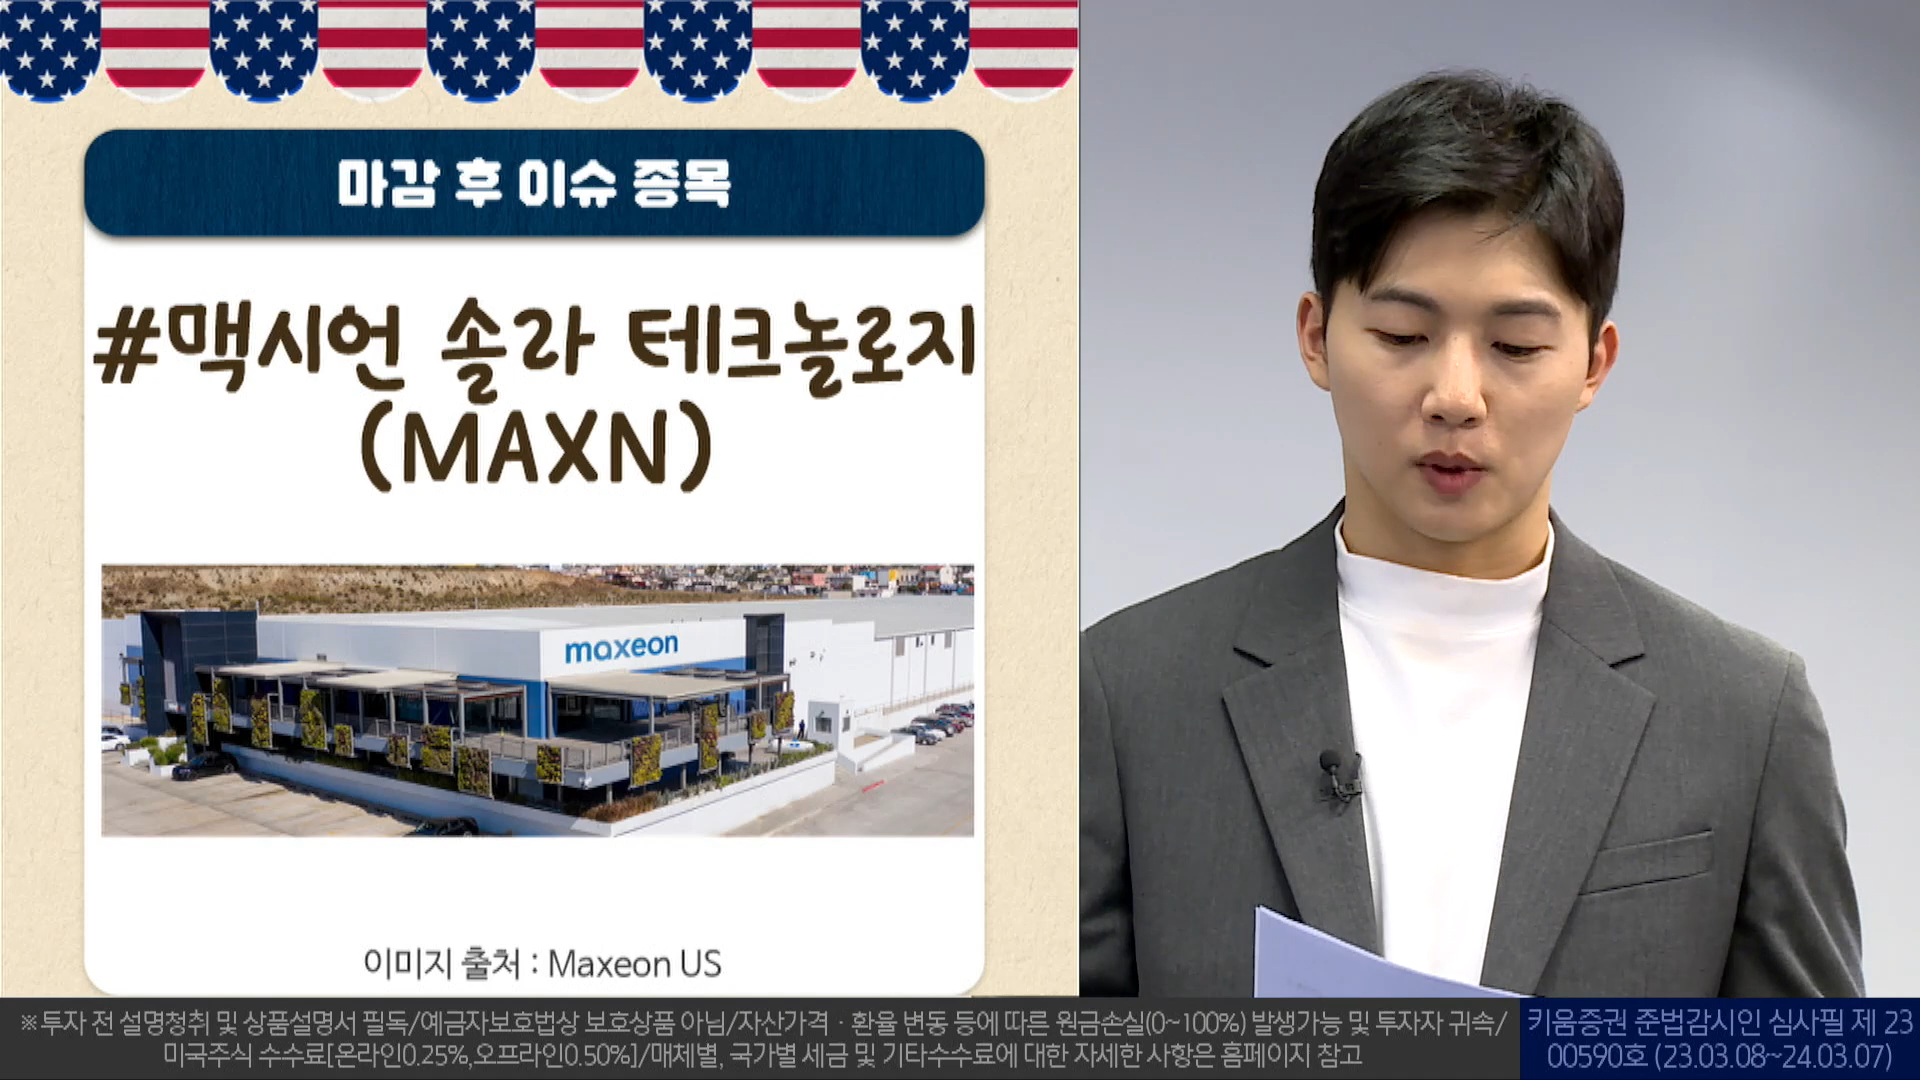 마감 후 이슈 종목
#맥시언 솔라 테크놀로지
(MAXN)
maxeon
이미지 출처 : Maxeon US
※투자 전 설명청취 및 상품설명서 필독/예금자보호법상 보호상품 아님/자산가격 · 환율 변동 등에 따른 원금손실(0~100%) 발생가능 및 투자자 귀속/
미국주식 수수료[온라인0.25%,오프라인0.50%]/매체별, 국가별 세금 및 기타수수료에 대한 자세한 사항은 홈페이지 참고
키움증권 준법감시인 심사필 제 23
00590호 (23.03.08~24.03.07)